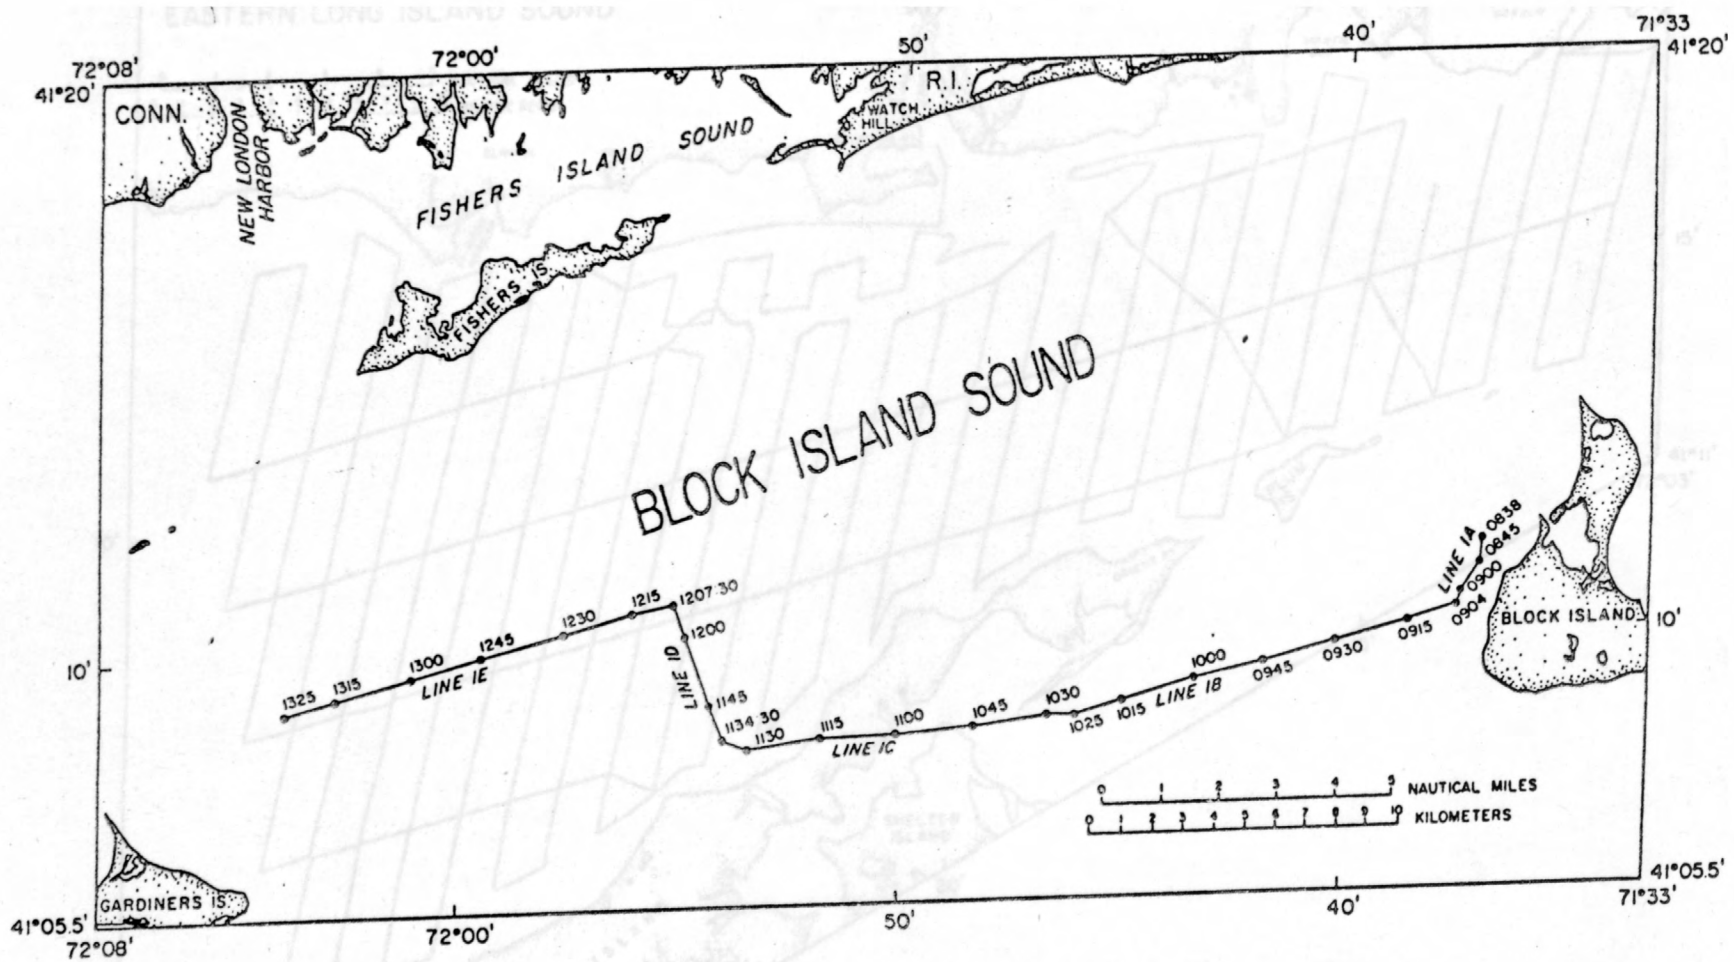 EASTERN LONG ISLAND SOUND
72°08'
72°00'
50'
40'
71°33
41°20'
41°20'
CONN.
NEW LONDON
HARBOR
FISHERS ISLAND SOUND
R.I.
WATCH
HILL
FISHERS IS.
BLOCK ISLAND SOUND
15'
41°11'
LINE 1A
0838
0845
0900
0904
BLOCK ISLAND
10'
10'
1325
1315
1300
LINE 1E
1245
1230
1215
1207:30
1200
LINE 1D
1145
1134:30
1130
1115
LINE 1C
1100
1045
1030
1025
1015
LINE 1B
1000
0945
0930
0915
0 1 2 3 4 5 NAUTICAL MILES
0 1 2 3 4 5 6 7 8 9 10 KILOMETERS
SHELTER
ISLAND
GARDINERS IS.
41°05.5'
41°05.5'
72°08'
72°00'
50'
40'
71°33'